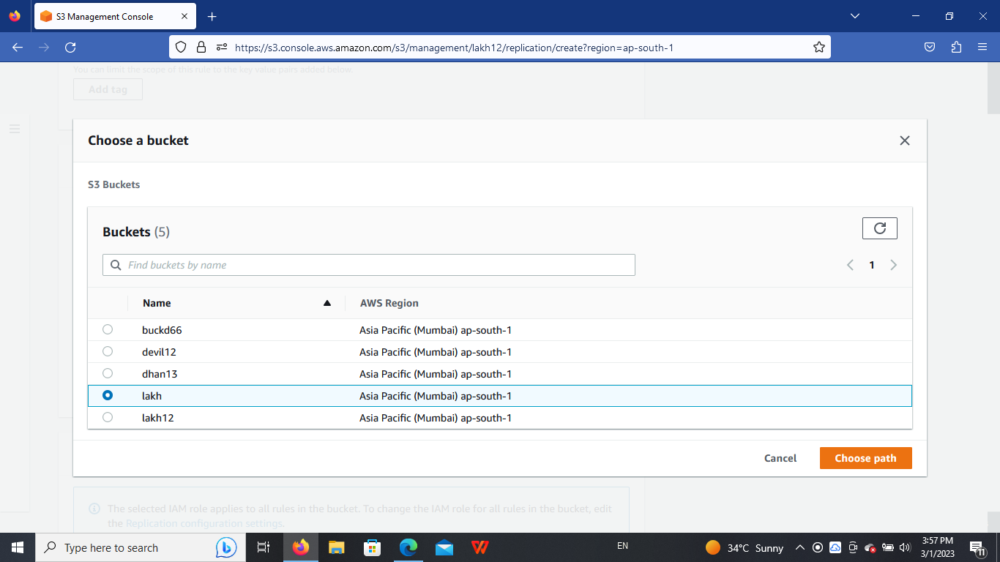 S3 Management Console
https://s3.console.aws.amazon.com/s3/management/lakh12/replication/create?region=ap-south-1
You can limit the scope of this rule to the key value pairs added below.
Add tag
Choose a bucket
S3 Buckets
Buckets (5)
Find buckets by name
1
Name AWS Region
buckd66 Asia Pacific (Mumbai) ap-south-1
devil12 Asia Pacific (Mumbai) ap-south-1
dhan13 Asia Pacific (Mumbai) ap-south-1
lakh Asia Pacific (Mumbai) ap-south-1
lakh12 Asia Pacific (Mumbai) ap-south-1
Cancel Choose path
The selected IAM role applies to all rules in the bucket. To change the IAM role for all rules in the bucket, edit
the Replication configuration settings.
Type here to search
EN
34°C Sunny
3:57 PM
3/1/2023
11